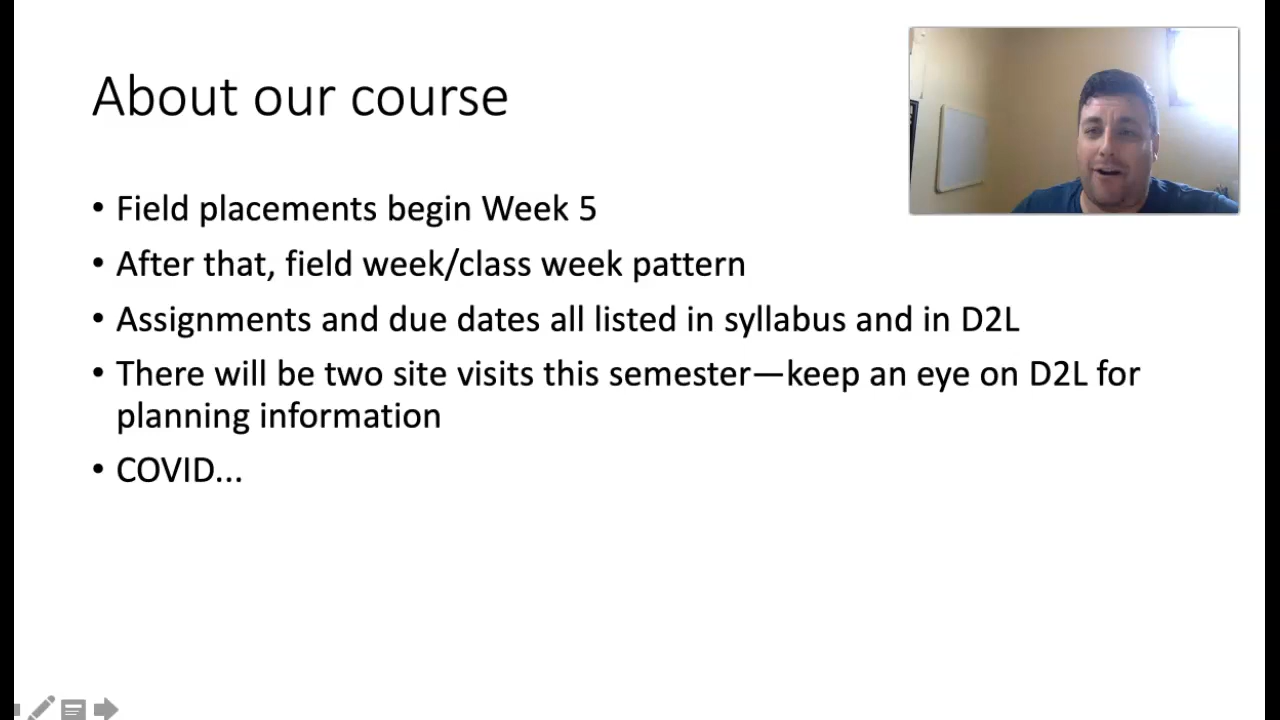 About our course
• Field placements begin Week 5
• After that, field week/class week pattern
• Assignments and due dates all listed in syllabus and in D2L
• There will be two site visits this semester—keep an eye on D2L for
planning information
• COVID...